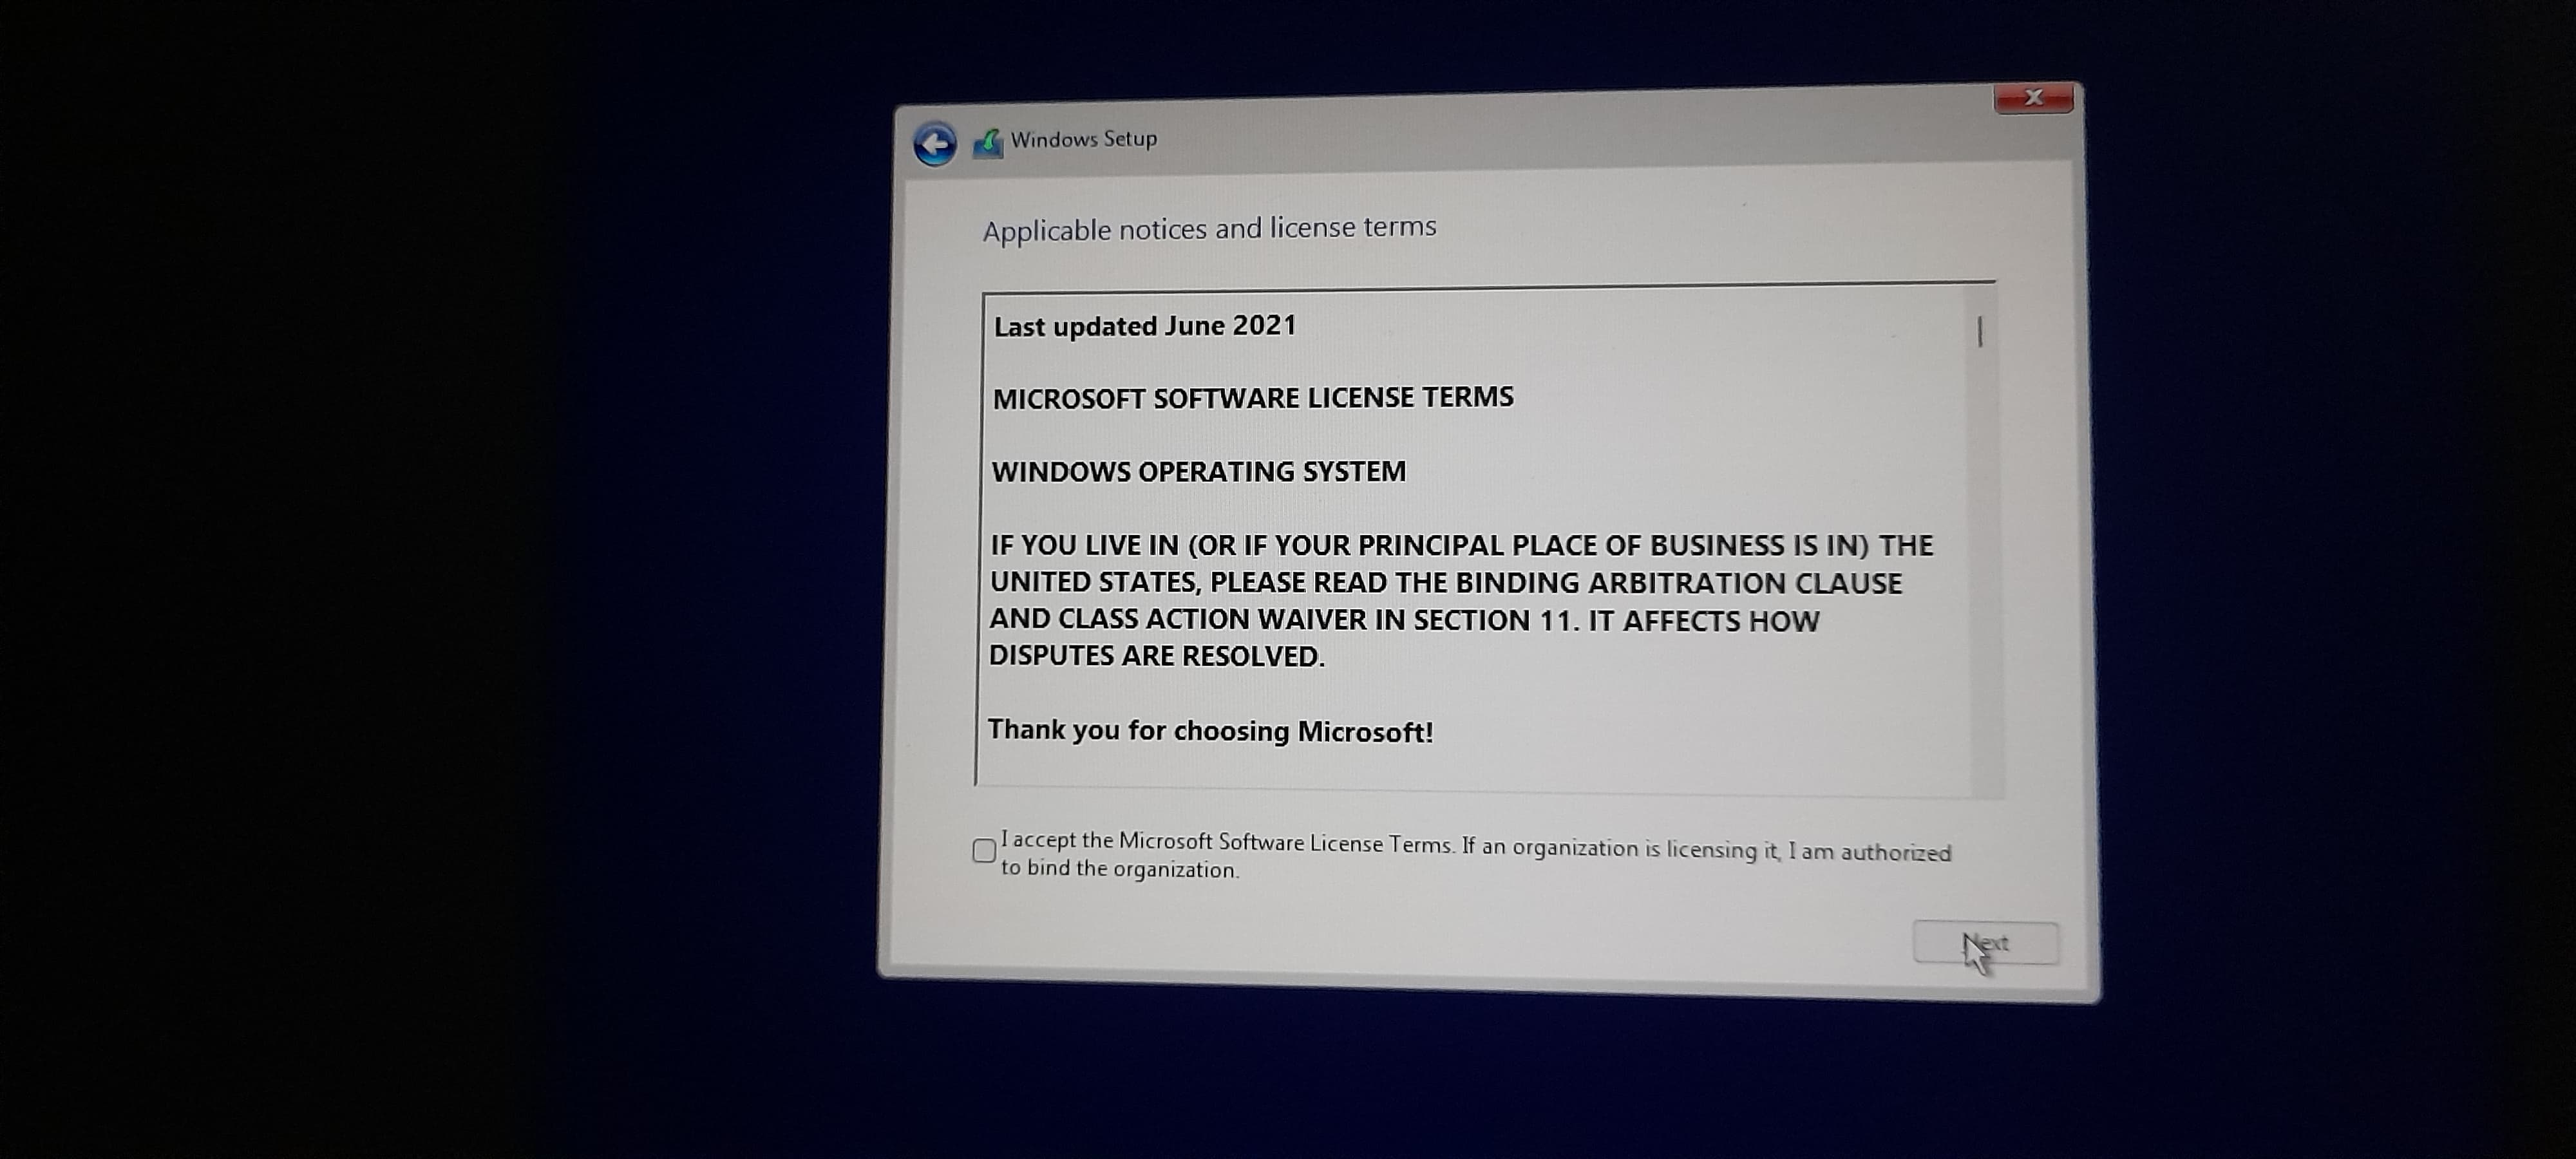 Windows Setup
Applicable notices and license terms
Last updated June 2021
MICROSOFT SOFTWARE LICENSE TERMS
WINDOWS OPERATING SYSTEM
IF YOU LIVE IN (OR IF YOUR PRINCIPAL PLACE OF BUSINESS IS IN) THE
UNITED STATES, PLEASE READ THE BINDING ARBITRATION CLAUSE
AND CLASS ACTION WAIVER IN SECTION 11. IT AFFECTS HOW
DISPUTES ARE RESOLVED.
Thank you for choosing Microsoft!
I accept the Microsoft Software License Terms. If an organization is licensing it, I am authorized
to bind the organization.
Next